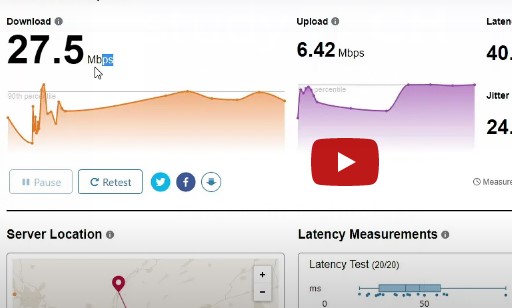 Download
27.5 Mbps
90th percentile
Upload
6.42 Mbps
percentile
Laten
40.
Jitter
24.
Pause
Retest
Measure
Server Location
Latency Measurements
Latency Test (20/20)
ms
0
50
+
−